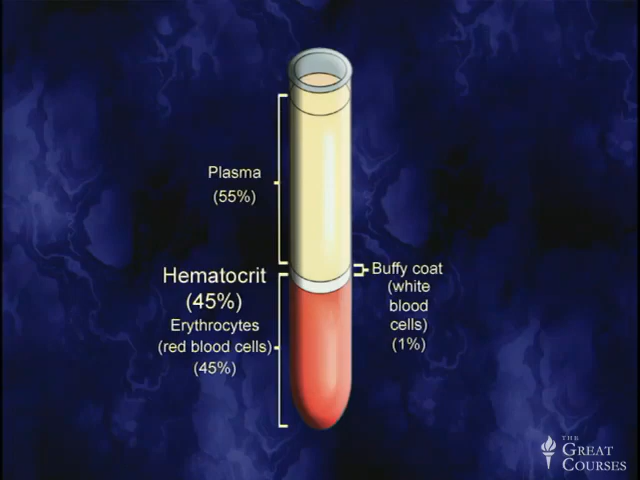 Plasma
(55%)
Hematocrit
(45%)
Erythrocytes
(red blood cells)
(45%)
Buffy coat
(white
blood
cells)
(1%)
THE
GREAT
COURSES